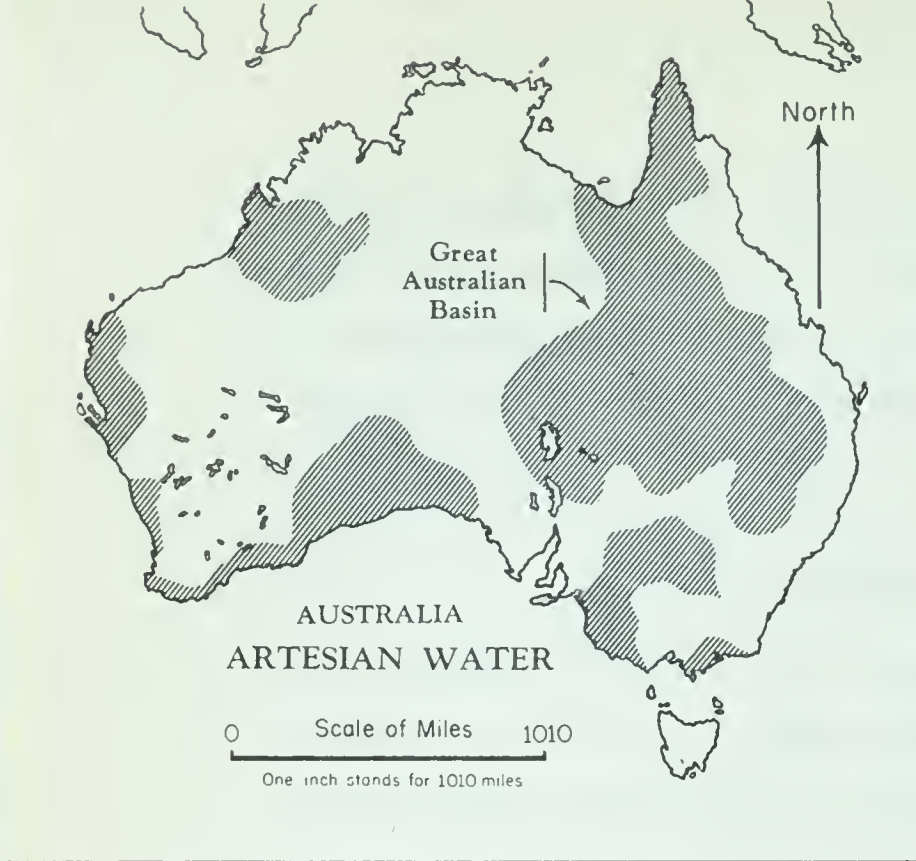 North
Great
Australian
Basin
AUSTRALIA
ARTESIAN WATER
0 Scale of Miles 1010
One inch stands for 1010 miles